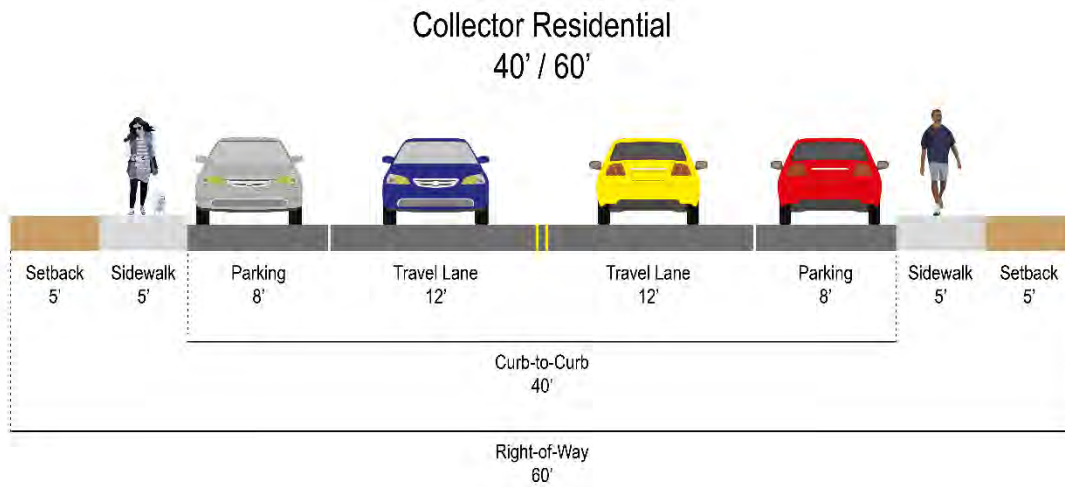 Collector Residential
40’ / 60’
Setback
5’
Sidewalk
5’
Parking
8’
Travel Lane
12’
Travel Lane
12’
Parking
8’
Sidewalk
5’
Setback
5’
Curb-to-Curb
40’
Right-of-Way
60’